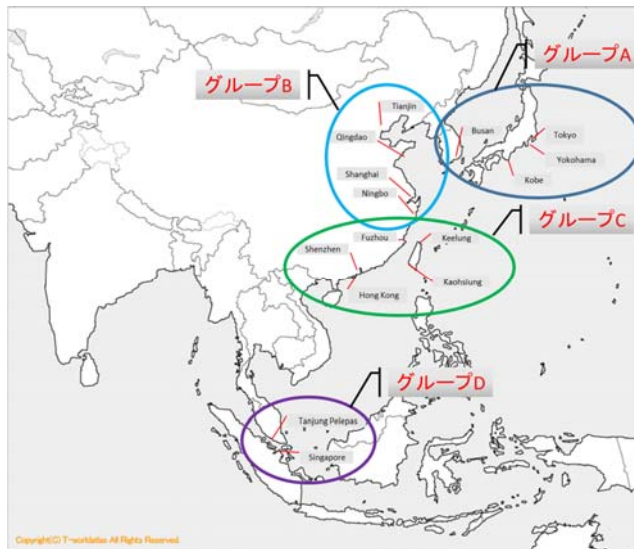 グループA
グループB
Tianjin
Qingdao
Busan
Tokyo
Yokohama
Kobe
Shanghai
Ningbo
グループC
Fuzhou
Keelung
Shenzhen
Kaohsiung
Hong Kong
グループD
Tanjung Pelepas
Singapore
Copyright(C) T-worldatlas All Rights Reserved.